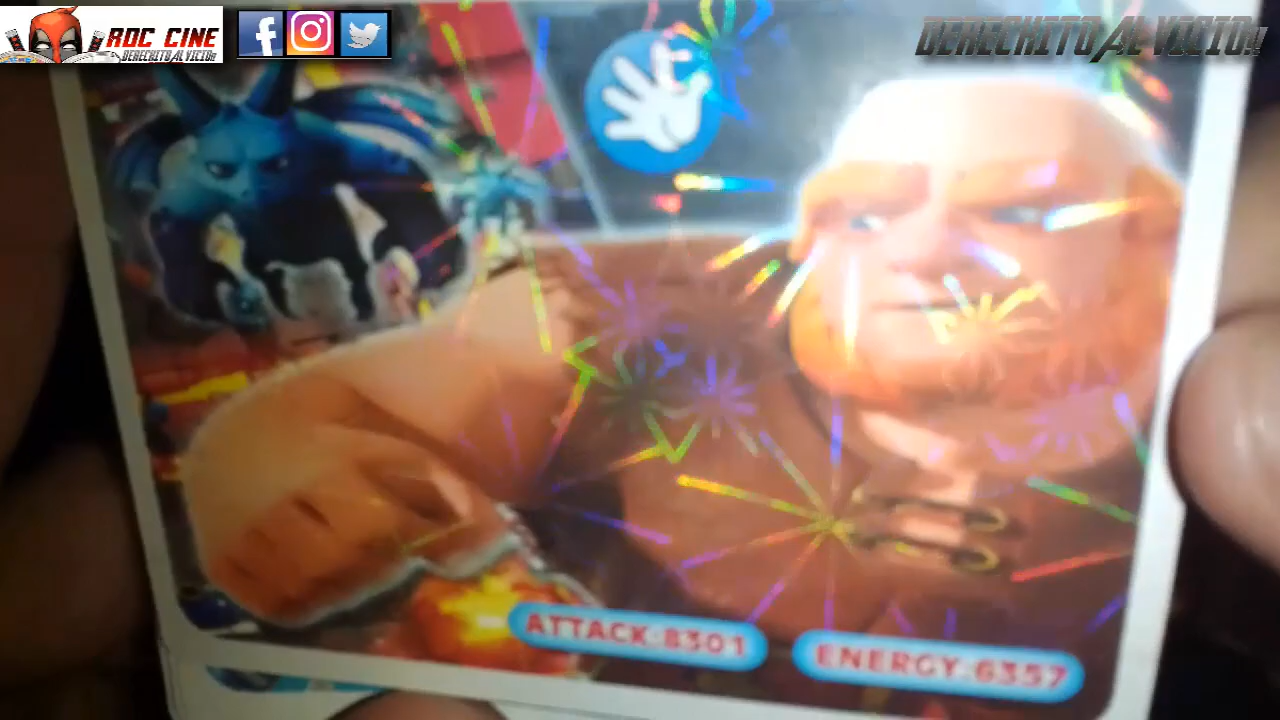 ROC CINE
DERECHITO AL VICIO!!
DERECHITO AL VICIO!!
ATTACK:8301
ENERGY:6357